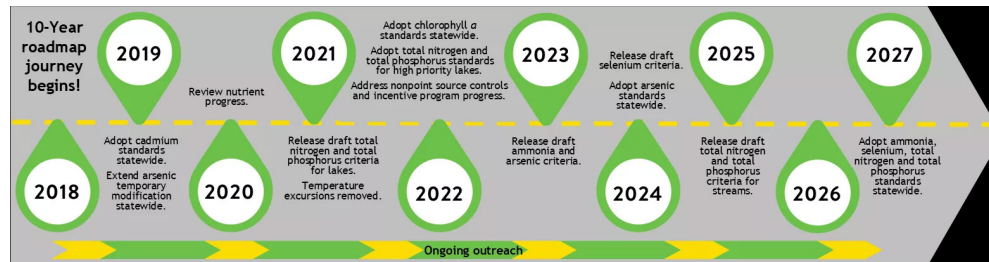 10-Year
roadmap
journey
begins!
2018
2019
Adopt cadmium
standards
statewide.
Extend arsenic
temporary
modification
statewide.
2020
Review nutrient
progress.
2021
Release draft total
nitrogen and total
phosphorus criteria
for lakes.
Temperature
excursions removed.
2022
Adopt chlorophyll a
standards statewide.
Adopt total nitrogen and
total phosphorus standards
for high priority lakes.
Address nonpoint source controls
and incentive program progress.
2023
Release draft
ammonia and
arsenic criteria.
2024
Release draft
selenium criteria.
Adopt arsenic
standards
statewide.
2025
Release draft
total nitrogen
and total
phosphorus
criteria for
streams.
2026
2027
Adopt ammonia,
selenium, total
nitrogen and total
phosphorus
standards
statewide.
Ongoing outreach